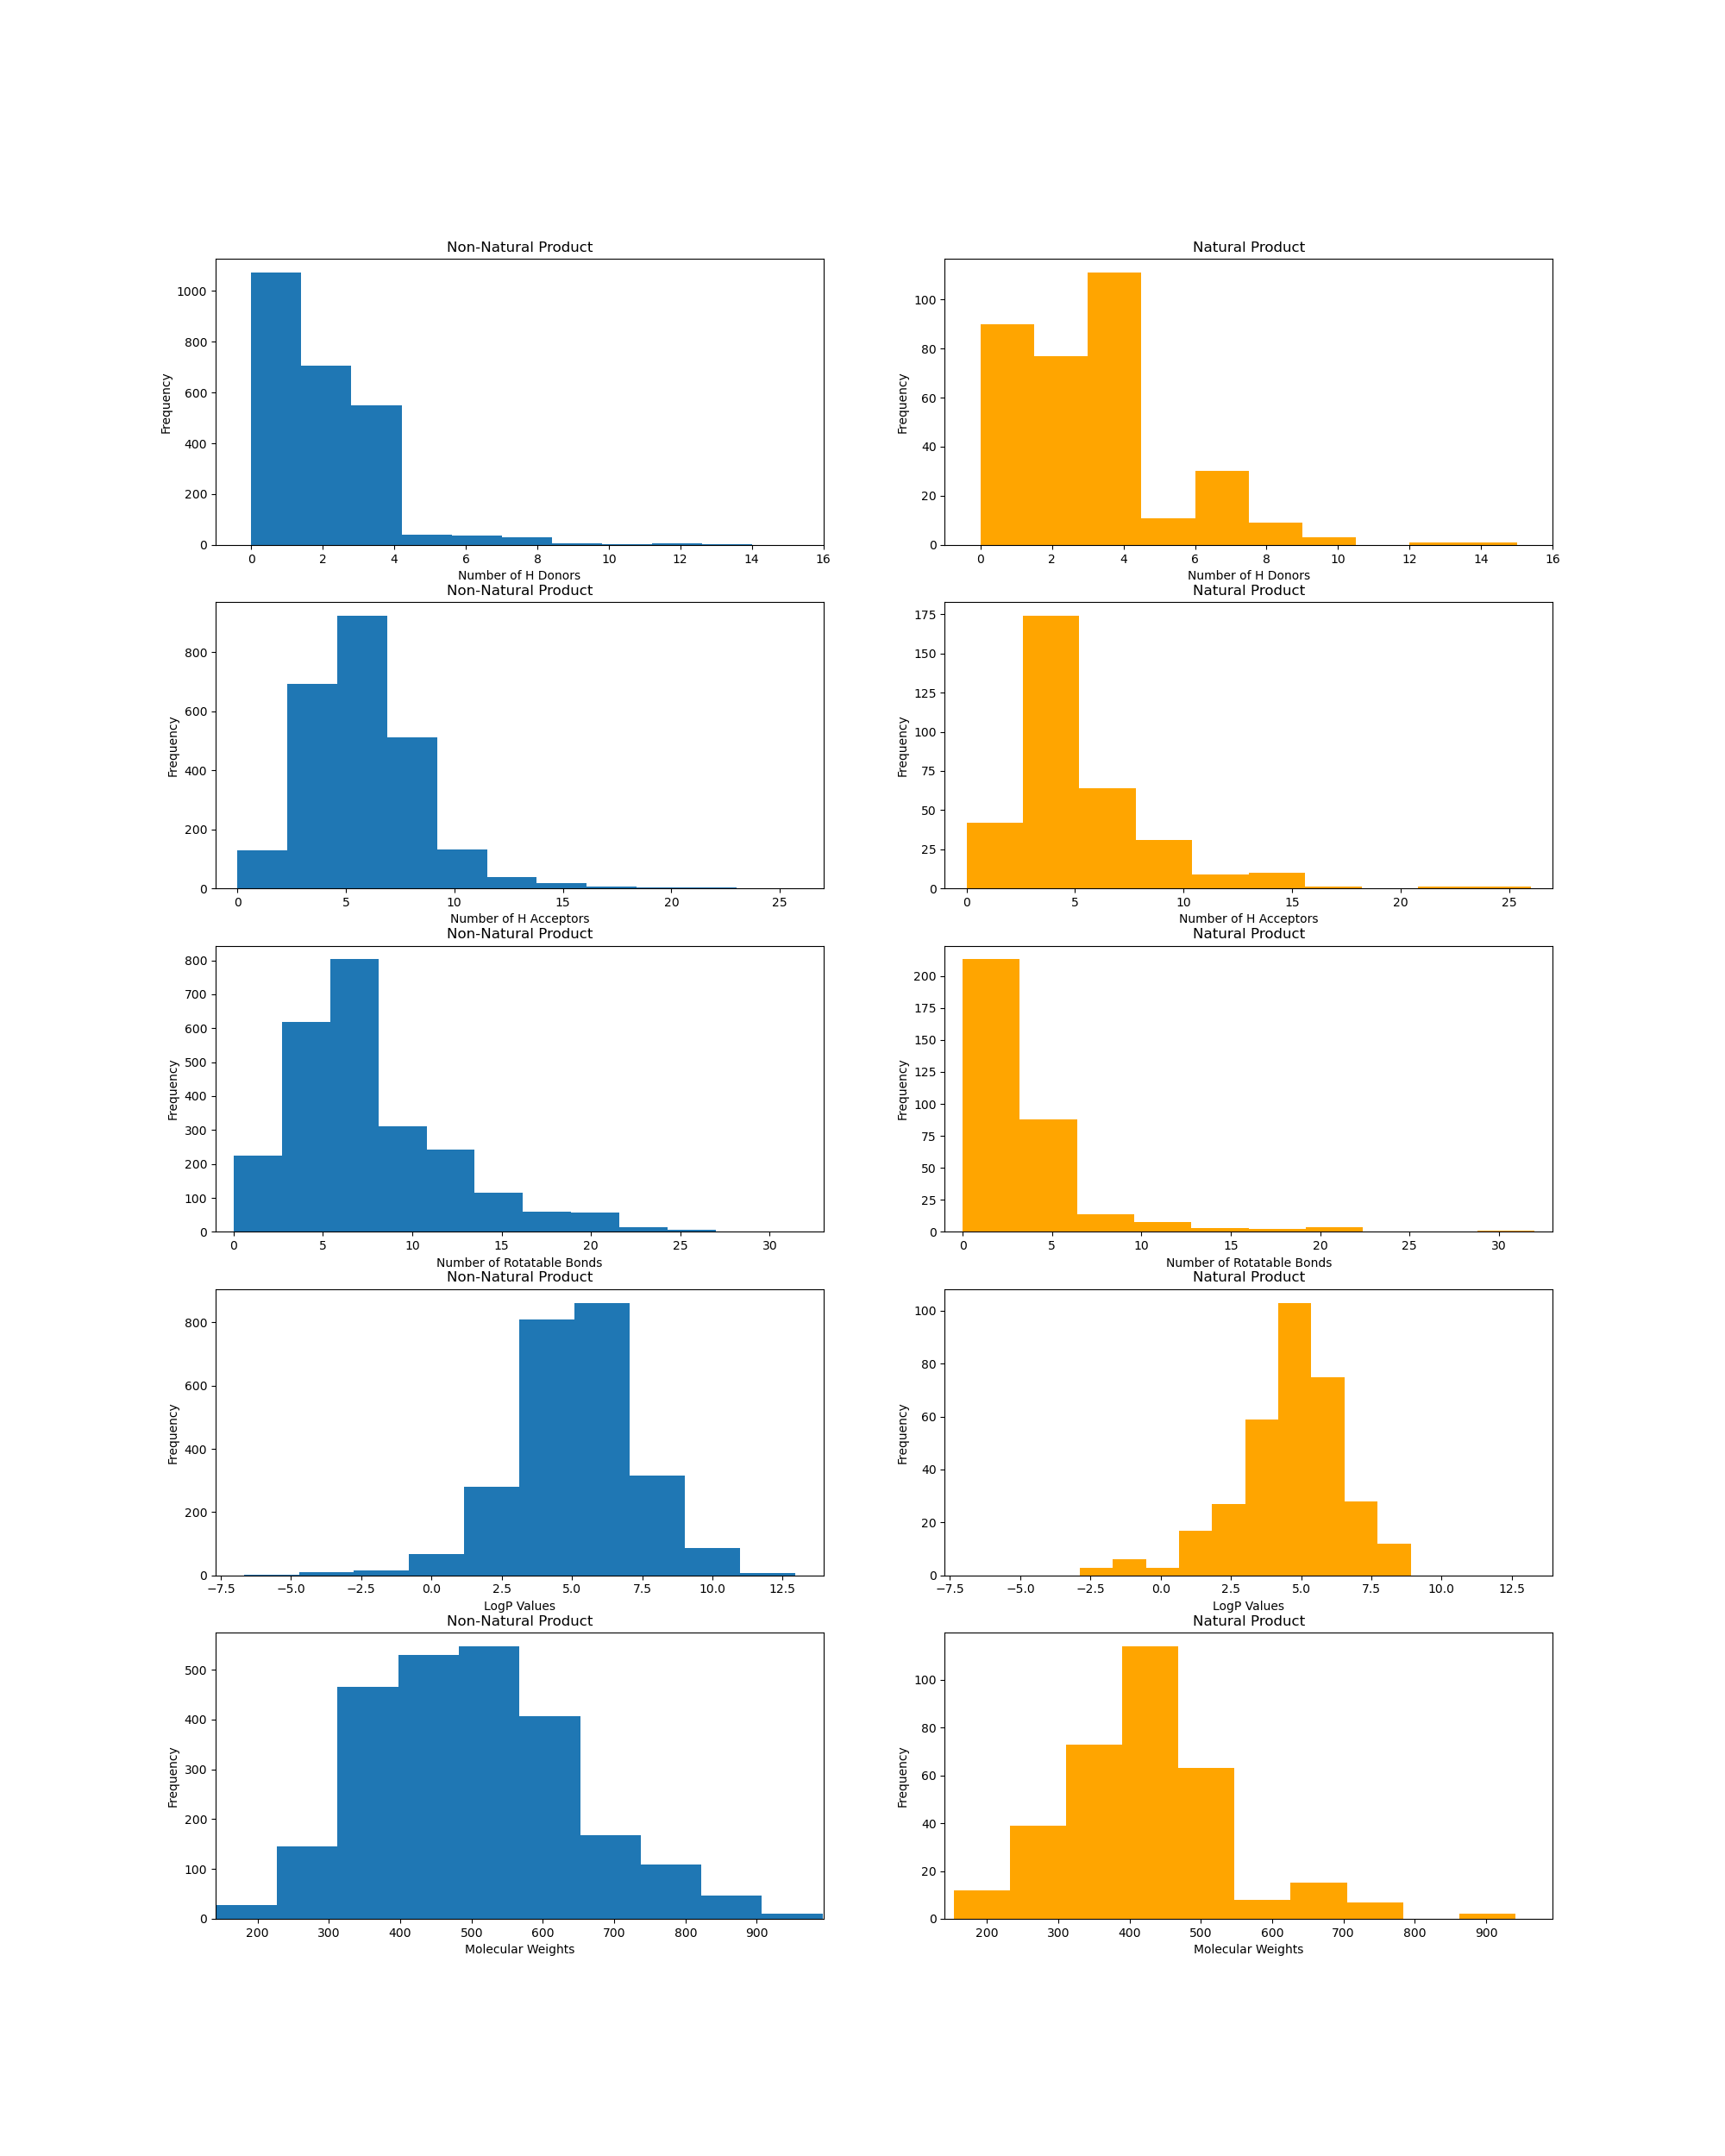 Non-Natural Product
Natural Product
1000
800
600
400
200
0
Frequency
0 2 4 6 8 10 12 14 16
Number of H Donors
100
80
60
40
20
0
Frequency
0 2 4 6 8 10 12 14 16
Number of H Donors
Non-Natural Product
Natural Product
800
600
400
200
0
Frequency
0 5 10 15 20 25
Number of H Acceptors
175
150
125
100
75
50
25
0
Frequency
0 5 10 15 20 25
Number of H Acceptors
Non-Natural Product
Natural Product
800
700
600
500
400
300
200
100
0
Frequency
0 5 10 15 20 25 30
Number of Rotatable Bonds
200
175
150
125
100
75
50
25
0
Frequency
0 5 10 15 20 25 30
Number of Rotatable Bonds
Non-Natural Product
Natural Product
800
600
400
200
0
Frequency
−7.5 −5.0 −2.5 0.0 2.5 5.0 7.5 10.0 12.5
LogP Values
100
80
60
40
20
0
Frequency
−7.5 −5.0 −2.5 0.0 2.5 5.0 7.5 10.0 12.5
LogP Values
Non-Natural Product
Natural Product
500
400
300
200
100
0
Frequency
200 300 400 500 600 700 800 900
Molecular Weights
100
80
60
40
20
0
Frequency
200 300 400 500 600 700 800 900
Molecular Weights